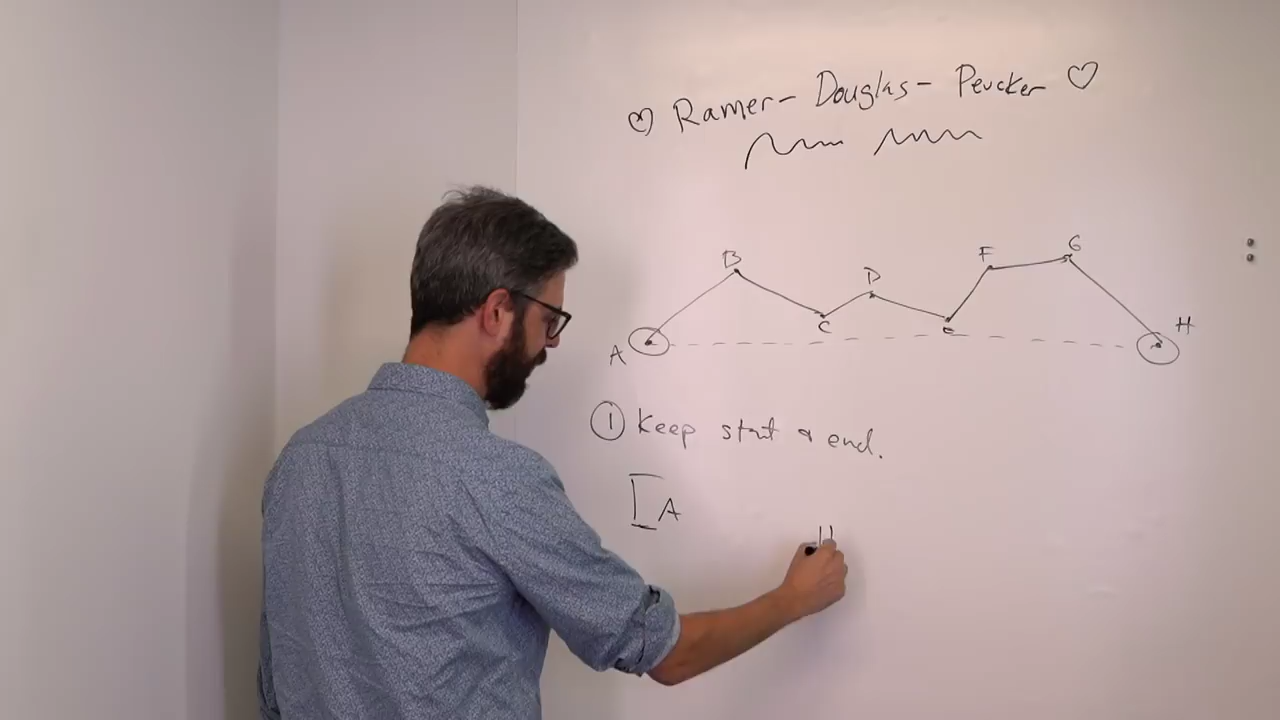 ♡ Ramer - Douglas - Peucker ♡
B D F G
A C E H
① Keep start & end.
[A H